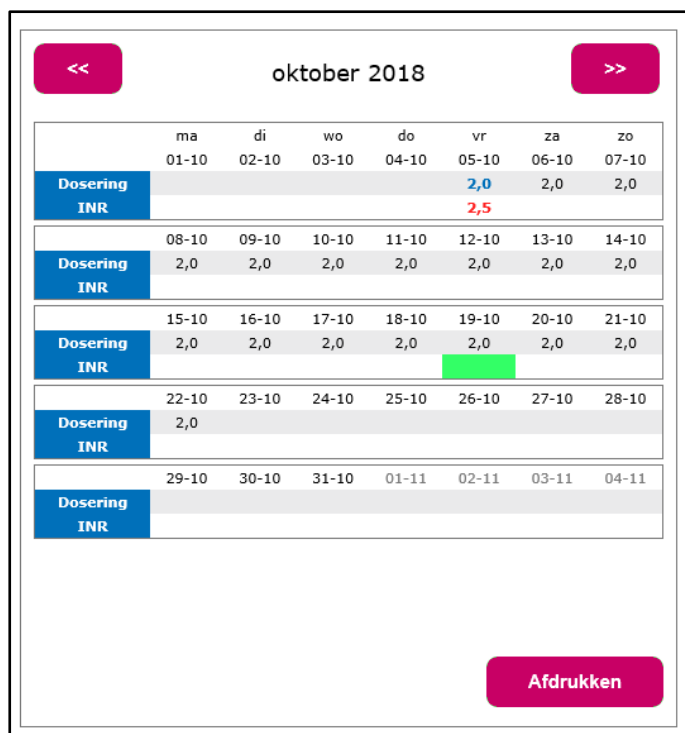 << oktober 2018 >>
ma di wo do vr za zo
01-10 02-10 03-10 04-10 05-10 06-10 07-10
Dosering 2,0 2,0 2,0
INR 2,5
08-10 09-10 10-10 11-10 12-10 13-10 14-10
Dosering 2,0 2,0 2,0 2,0 2,0 2,0 2,0
INR
15-10 16-10 17-10 18-10 19-10 20-10 21-10
Dosering 2,0 2,0 2,0 2,0 2,0 2,0 2,0
INR
22-10 23-10 24-10 25-10 26-10 27-10 28-10
Dosering 2,0
INR
29-10 30-10 31-10 01-11 02-11 03-11 04-11
Dosering
INR
Afdrukken